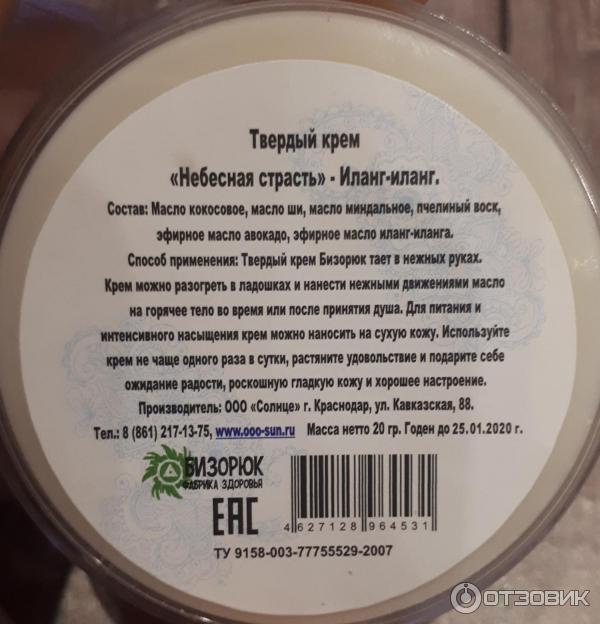 Твердый крем
«Небесная страсть» - Иланг-иланг.
Состав: Масло кокосовое, масло ши, масло миндальное, пчелиный воск,
эфирное масло авокадо, эфирное масло иланг-иланга.
Способ применения: Твердый крем Бизорюк тает в нежных руках.
Крем можно разогреть в ладошках и нанести нежными движениями масло
на горячее тело во время или после принятия душа. Для питания и
интенсивного насыщения крем можно наносить на сухую кожу. Используйте
крем не чаще одного раза в сутки, растяните удовольствие и подарите себе
ожидание радости, роскошную гладкую кожу и хорошее настроение.
Производитель: ООО «Солнце» г. Краснодар, ул. Кавказская, 88.
Тел.: 8 (861) 217-13-75, www.ooo-sun.ru Масса нетто 20 гр. Годен до 25.01.2020 г.
БИЗОРЮК
ФАБРИКА ЗДОРОВЬЯ
ЕАС
4 627128 964531
ТУ 9158-003-77755529-2007
ОТЗОВИК